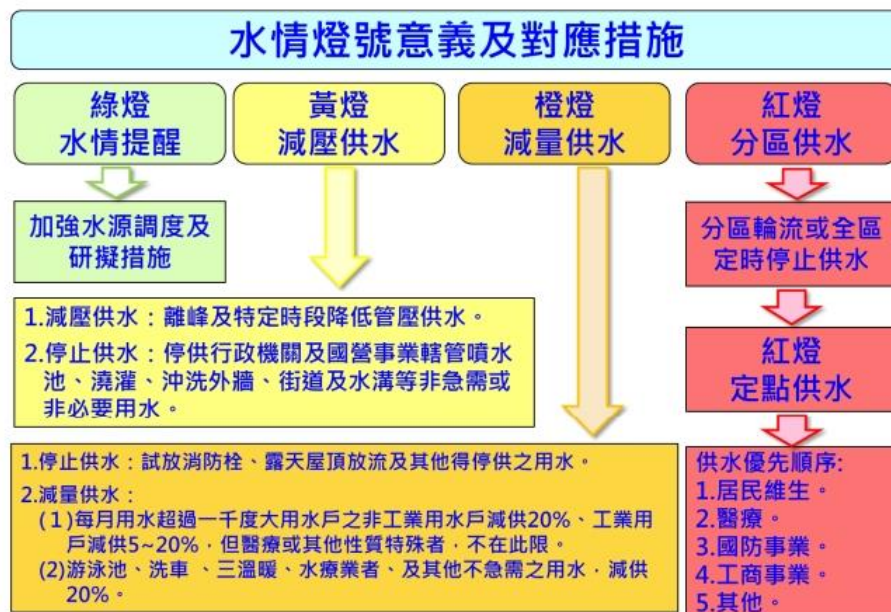 水情燈號意義及對應措施
綠燈
水情提醒
黃燈
減壓供水
橙燈
減量供水
紅燈
分區供水
加強水源調度及
研擬措施
分區輪流或全區
定時停止供水
1.減壓供水：離峰及特定時段降低管壓供水。
2.停止供水：停供行政機關及國營事業轄管噴水
池、澆灌、沖洗外牆、街道及水溝等非急需或
非必要用水。
紅燈
定點供水
1.停止供水：試放消防栓、露天屋頂放流及其他得停供之用水。
2.減量供水：
(１)每月用水超過一千度大用水戶之非工業用水戶減供20%、工業用
戶減供5~20%，但醫療或其他性質特殊者，不在此限。
(2)游泳池、洗車 、三溫暖、水療業者、及其他不急需之用水，減供
20%。
供水優先順序:
1.居民維生。
2.醫療。
3.國防事業。
4.工商事業。
5.其他。